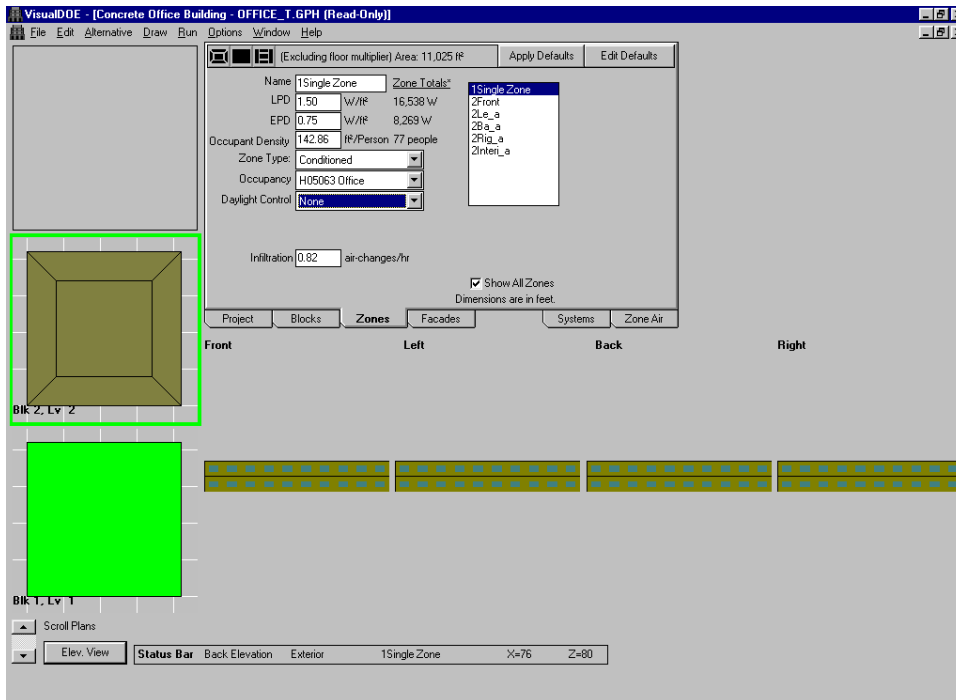 VisualDOE - [Concrete Office Building - OFFICE_T.GPH (Read-Only)]
File Edit Alternative Draw Run Options Window Help
(Excluding floor multiplier) Area: 11,025 ft² Apply Defaults Edit Defaults
Name 1Single Zone Zone Totals*
LPD 1.50 W/ft² 16,538 W
EPD 0.75 W/ft² 8,269 W
Occupant Density 142.86 ft²/Person 77 people
Zone Type: Conditioned
Occupancy H05063 Office
Daylight Control None
Infiltration 0.82 air-changes/hr
1Single Zone
2Front
2Le_a
2Ba_a
2Rig_a
2Interi_a
Show All Zones
Dimensions are in feet.
Project Blocks Zones Facades Systems Zone Air
Front Left Back Right
Blk 2, Lv 2
Blk 1, Lv 1
Scroll Plans
Elev. View Status Bar Back Elevation Exterior 1Single Zone X=76 Z=80